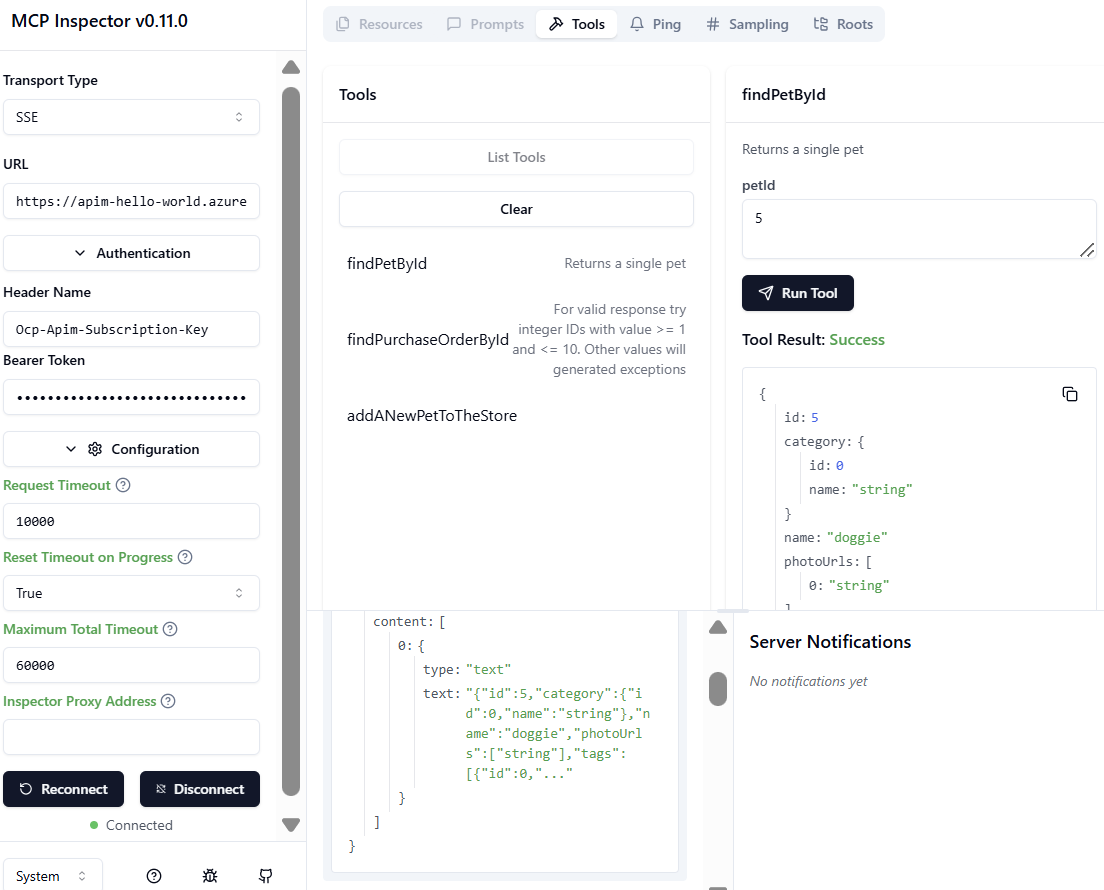 MCP Inspector v0.11.0
Transport Type
SSE
URL
https://apim-hello-world.azure
Authentication
Header Name
Ocp-Apim-Subscription-Key
Bearer Token
••••••••••••••••••••••••••••••
Configuration
Request Timeout
10000
Reset Timeout on Progress
True
Maximum Total Timeout
60000
Inspector Proxy Address
Reconnect
Disconnect
Connected
System
Resources
Prompts
Tools
Ping
Sampling
Roots
Tools
List Tools
Clear
findPetById
Returns a single pet
findPurchaseOrderById
For valid response try
integer IDs with value >= 1
and <= 10. Other values will
generated exceptions
addANewPetToTheStore
findPetById
Returns a single pet
petId
5
Run Tool
Tool Result: Success
{
id: 5
category: {
id: 0
name: "string"
}
name: "doggie"
photoUrls: [
0: "string"
]
content: [
0: {
type: "text"
text: "{"id":5,"category":{"i
d":0,"name":"string"},"n
ame":"doggie","photoUrl
s":["string"],"tags":
[{"id":0,"..."
}
]
}
Server Notifications
No notifications yet